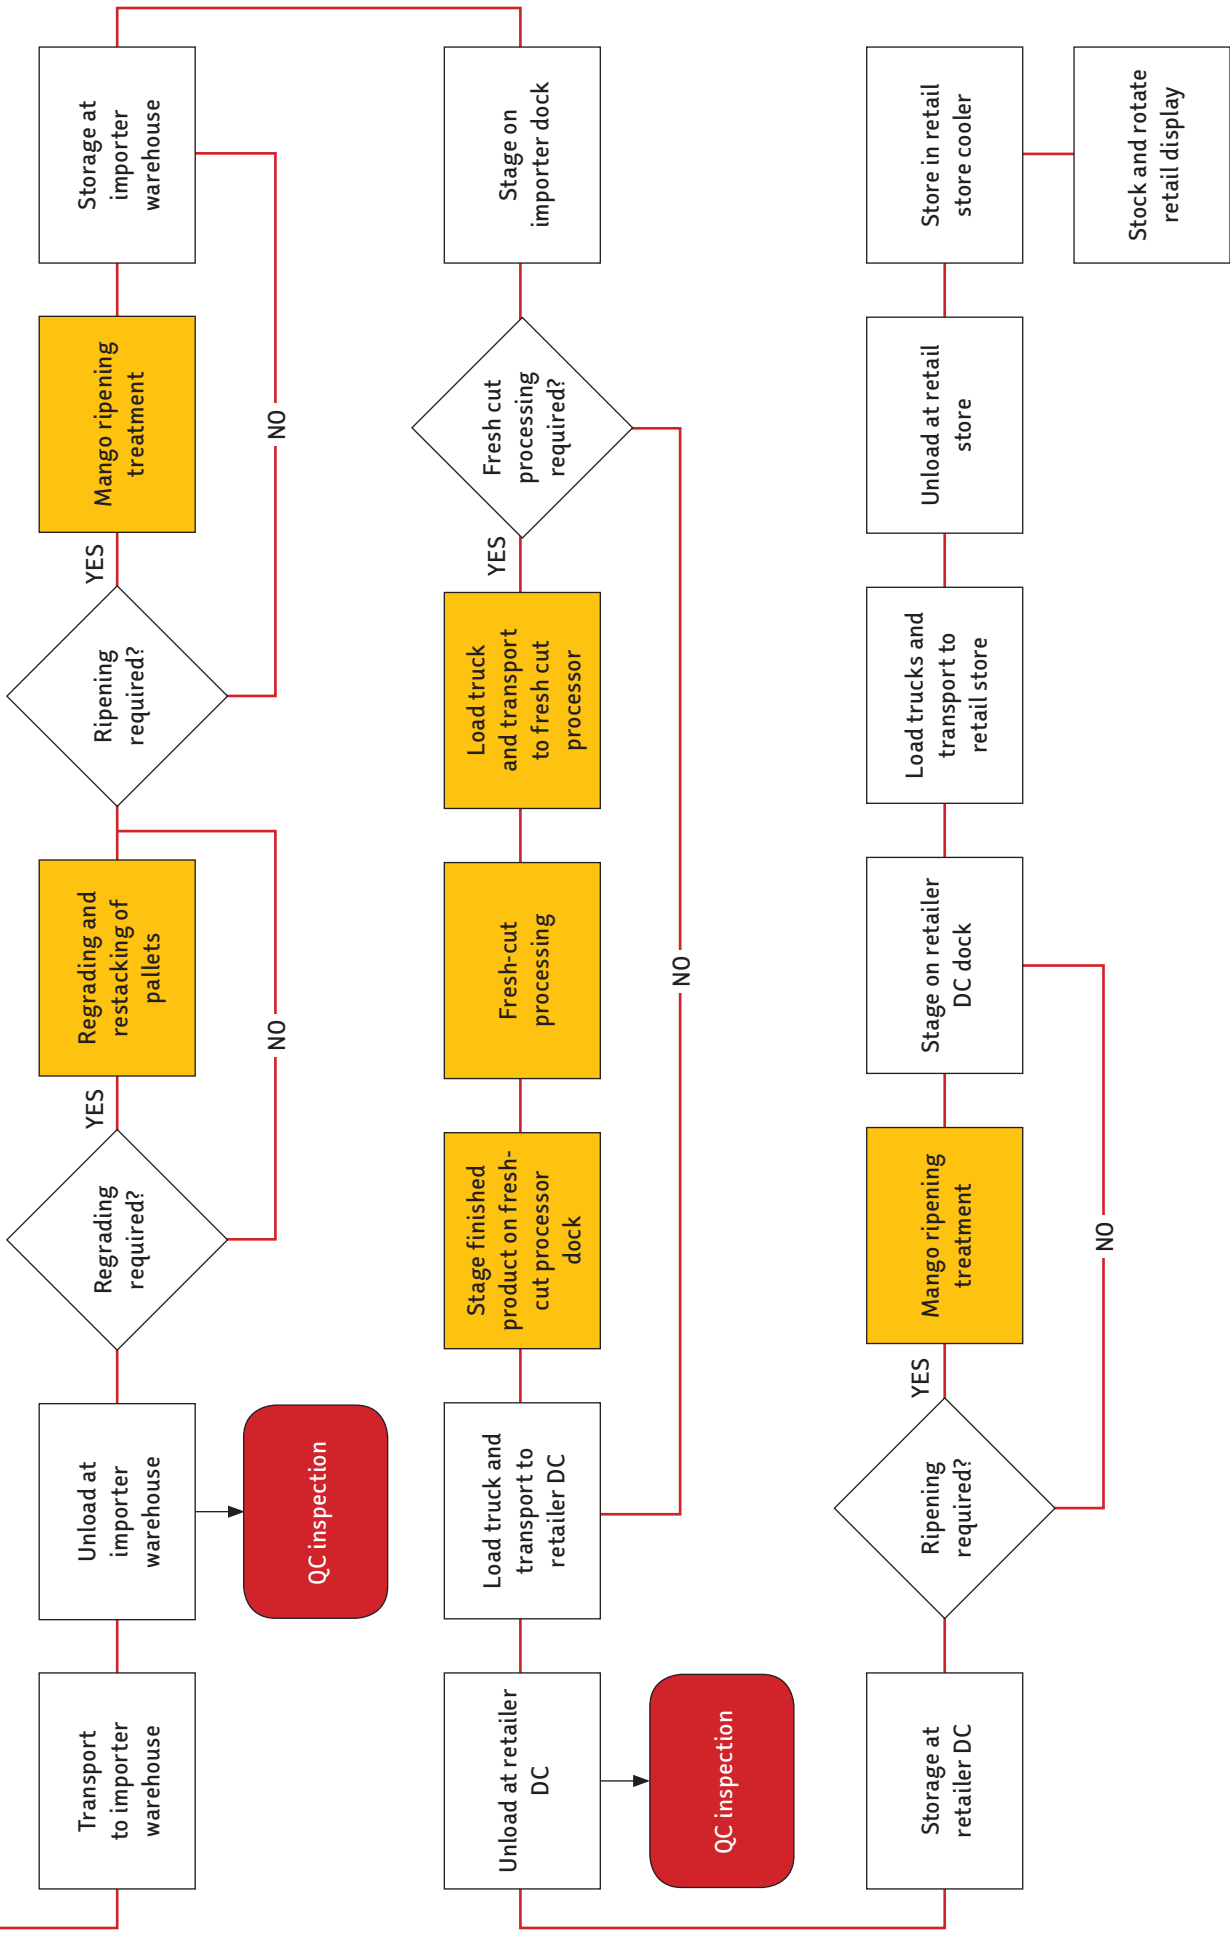 Transport
to importer
warehouse
Unload at
importer
warehouse
QC inspection
Regrading
required?
YES
NO
Regrading and
restacking of
pallets
Ripening
required?
YES
NO
Mango ripening
treatment
Storage at
importer
warehouse
Stage on
importer dock
Fresh cut
processing
required?
YES
NO
Load truck
and transport
to fresh cut
processor
Fresh-cut
processing
Stage finished
product on fresh-
cut processor
dock
Load truck and
transport to
retailer DC
Unload at retailer
DC
QC inspection
Storage at
retailer DC
Ripening
required?
YES
NO
Mango ripening
treatment
Stage on retailer
DC dock
Load trucks and
transport to
retail store
Unload at retail
store
Store in retail
store cooler
Stock and rotate
retail display